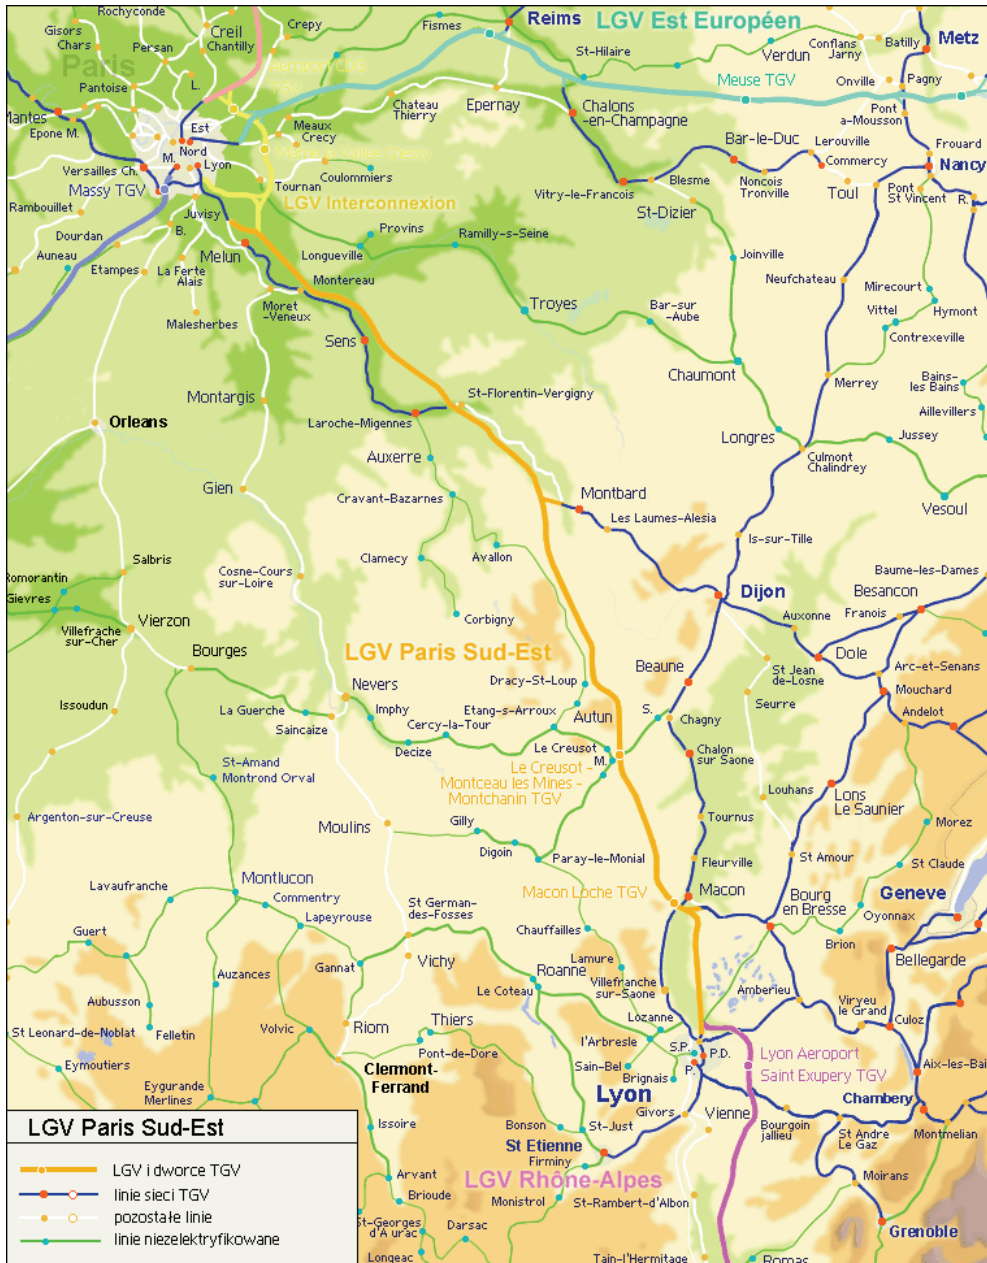 Rochyconde
Gisors
Chars
Creil
Chantilly
Crepy
Persan
Paris
L.
Pantoise
Mantes
Epone M.
Est
Nord
M.
Lyon
Versailles Ch.
Massy TGV
Rambouillet
Juvisy
B.
Dourdan
Auneau
Etampes
La Ferte
Alais
Melun
Malesherbes
Meaux
Crecy
Coulommiers
Tournan
LGV Interconnexion
Provins
Longueville
Ramilly-s-Seine
Montereau
Moret
-Veneux
Fismes
Reims
LGV Est Européen
St-Hilaire
Verdun
Conflans
Jarny
Batilly
Metz
Meuse TGV
Onville
Pagny
Chateau
Thierry
Epernay
Chalons
-en-Champagne
Pont
a-Mousson
Bar-le-Duc
Lerouville
Commercy
Frouard
Nancy
Noncois
Tronville
Toul
Pont
St Vincent
R.
Vitry-le-Francois
Blesme
St-Dizier
Joinville
Neufchateau
Mirecourt
Vittel
Hymont
Contrexeville
Troyes
Bar-sur
-Aube
Chaumont
Merrey
Bains-
les Bains
Aillevillers
Sens
St-Florentin-Vergigny
Montargis
Laroche-Migennes
Orleans
Longres
Culmont
Chalindrey
Jussey
Vesoul
Auxerre
Gien
Cravant-Bazarnes
Montbard
Les Laumes-Alesia
Is-sur-Tille
Clamecy
Avallon
Salbris
Cosne-Cours
sur-Loire
Romorantin
Gievres
Villefrache
sur-Cher
Vierzon
Corbigny
Dijon
Baume-les-Dames
Besancon
Auxonne
Franois
LGV Paris Sud-Est
Dole
Bourges
Beaune
St Jean
de-Losne
Arc-et-Senans
Mouchard
Nevers
Dracy-St-Loup
Seurre
Andelot
Issoudun
La Guerche
Saincaize
Imphy
Cercy-la-Tour
Etang-s-Arroux
Autun
S.
Chagny
Decize
Le Creusot
M.
Chalon
sur Saone
St-Amand
Montrond Orval
Le Creusot -
Montceau les Mines -
Montchanin TGV
Louhans
Lons
Le Saunier
Argenton-sur-Creuse
Moulins
Gilly
Tournus
Morez
Digoin
Paray-le-Monial
Fleurville
St Amour
St Claude
Lavaufranche
Montlucon
Commentry
Lapeyrouse
Macon Loche TGV
Macon
Bourg
en Bresse
Geneve
Oyonnax
St German-
des-Fosses
Guert
Chauffailles
Brion
Bellegarde
Gannat
Vichy
Lamure
Roanne
Auzances
Le Coteau
Villefranche
sur-Saone
Amberieu
Aubusson
Felletin
Viryeu
le Grand
Culoz
St Leonard-de-Noblat
Eymoutiers
Volvic
Riom
Thiers
Lozanne
l'Arbresle
S.P.
P.D.
P.
Pont-de-Dore
Clermont-
Ferrand
Sain-Bel
Brignais
Lyon Aeroport
Saint Exupery TGV
Aix-les-Bai
Eygurande
Merlines
Lyon
Chambery
Givors
Vienne
LGV Paris Sud-Est
Issoire
Bonson
St-Just
Bourgoin
jallieu
St Andre
Le Gaz
Montmelian
St Etienne
Firminy
LGV Rhône-Alpes
LGV i dworce TGV
linie sieci TGV
pozostałe linie
linie niezelektryfikowane
Arvant
Brioude
Monistrol
St-Rambert-d'Albon
Moirans
St-Georges
d'Aurac
Darsac
Grenoble
Longeac
Tain-l'Hermitage
Romas